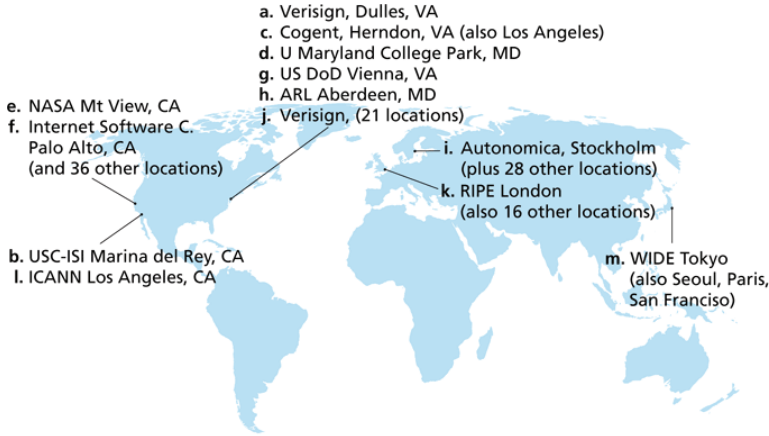 a. Verisign, Dulles, VA
c. Cogent, Herndon, VA (also Los Angeles)
d. U Maryland College Park, MD
g. US DoD Vienna, VA
h. ARL Aberdeen, MD
j. Verisign, (21 locations)
e. NASA Mt View, CA
f. Internet Software C.
Palo Alto, CA
(and 36 other locations)
i. Autonomica, Stockholm
(plus 28 other locations)
k. RIPE London
(also 16 other locations)
b. USC-ISI Marina del Rey, CA
l. ICANN Los Angeles, CA
m. WIDE Tokyo
(also Seoul, Paris,
San Franciso)